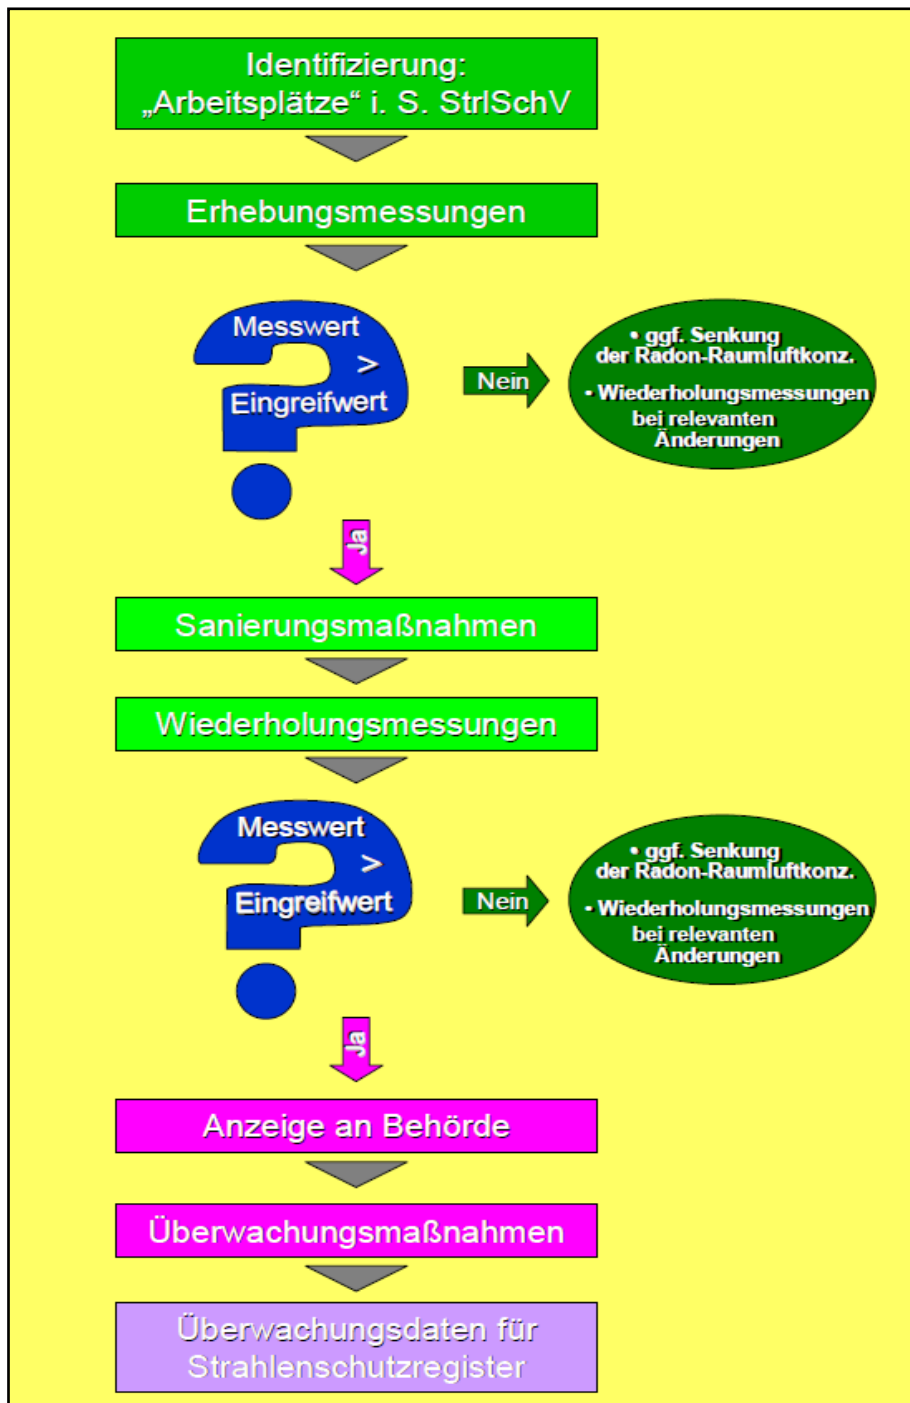 Identifizierung:
„Arbeitsplätze“ i. S. StrlSchV
Erhebungsmessungen
Messwert
>
Eingreifwert
Nein
• ggf. Senkung
der Radon-Raumluftkonz.
• Wiederholungsmessungen
bei relevanten
Änderungen
Ja
Sanierungsmaßnahmen
Wiederholungsmessungen
Messwert
>
Eingreifwert
Nein
• ggf. Senkung
der Radon-Raumluftkonz.
• Wiederholungsmessungen
bei relevanten
Änderungen
Ja
Anzeige an Behörde
Überwachungsmaßnahmen
Überwachungsdaten für
Strahlenschutzregister